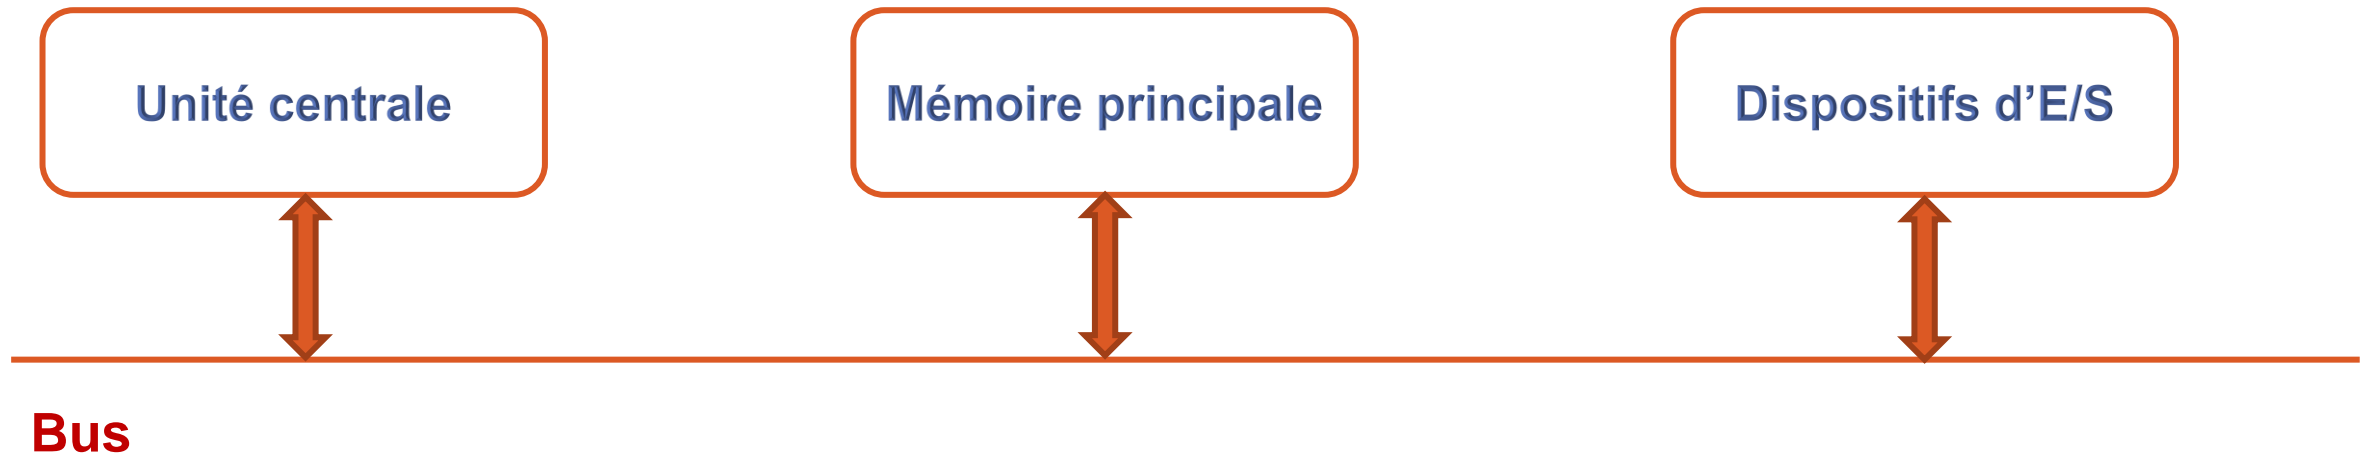 Unité centrale
Mémoire principale
Dispositifs d’E/S
Bus